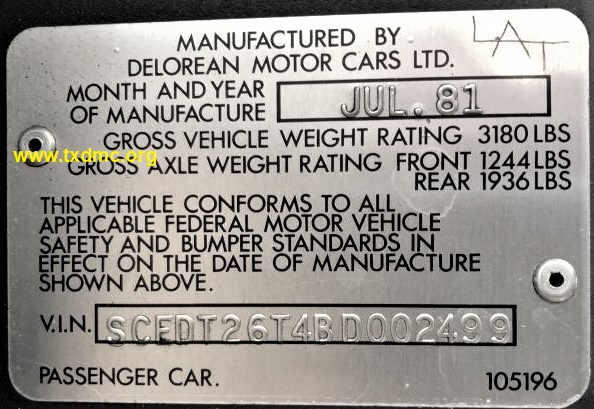 LAT
MANUFACTURED BY
DELOREAN MOTOR CARS LTD.
MONTH AND YEAR
OF MANUFACTURE JUL. 81
GROSS VEHICLE WEIGHT RATING 3180 LBS
www.txdmc.org
GROSS AXLE WEIGHT RATING FRONT 1244 LBS
REAR 1936 LBS
THIS VEHICLE CONFORMS TO ALL
APPLICABLE FEDERAL MOTOR VEHICLE
SAFETY AND BUMPER STANDARDS IN
EFFECT ON THE DATE OF MANUFACTURE
SHOWN ABOVE.
V.I.N. SCEDT26T4BD002499
PASSENGER CAR. 105196